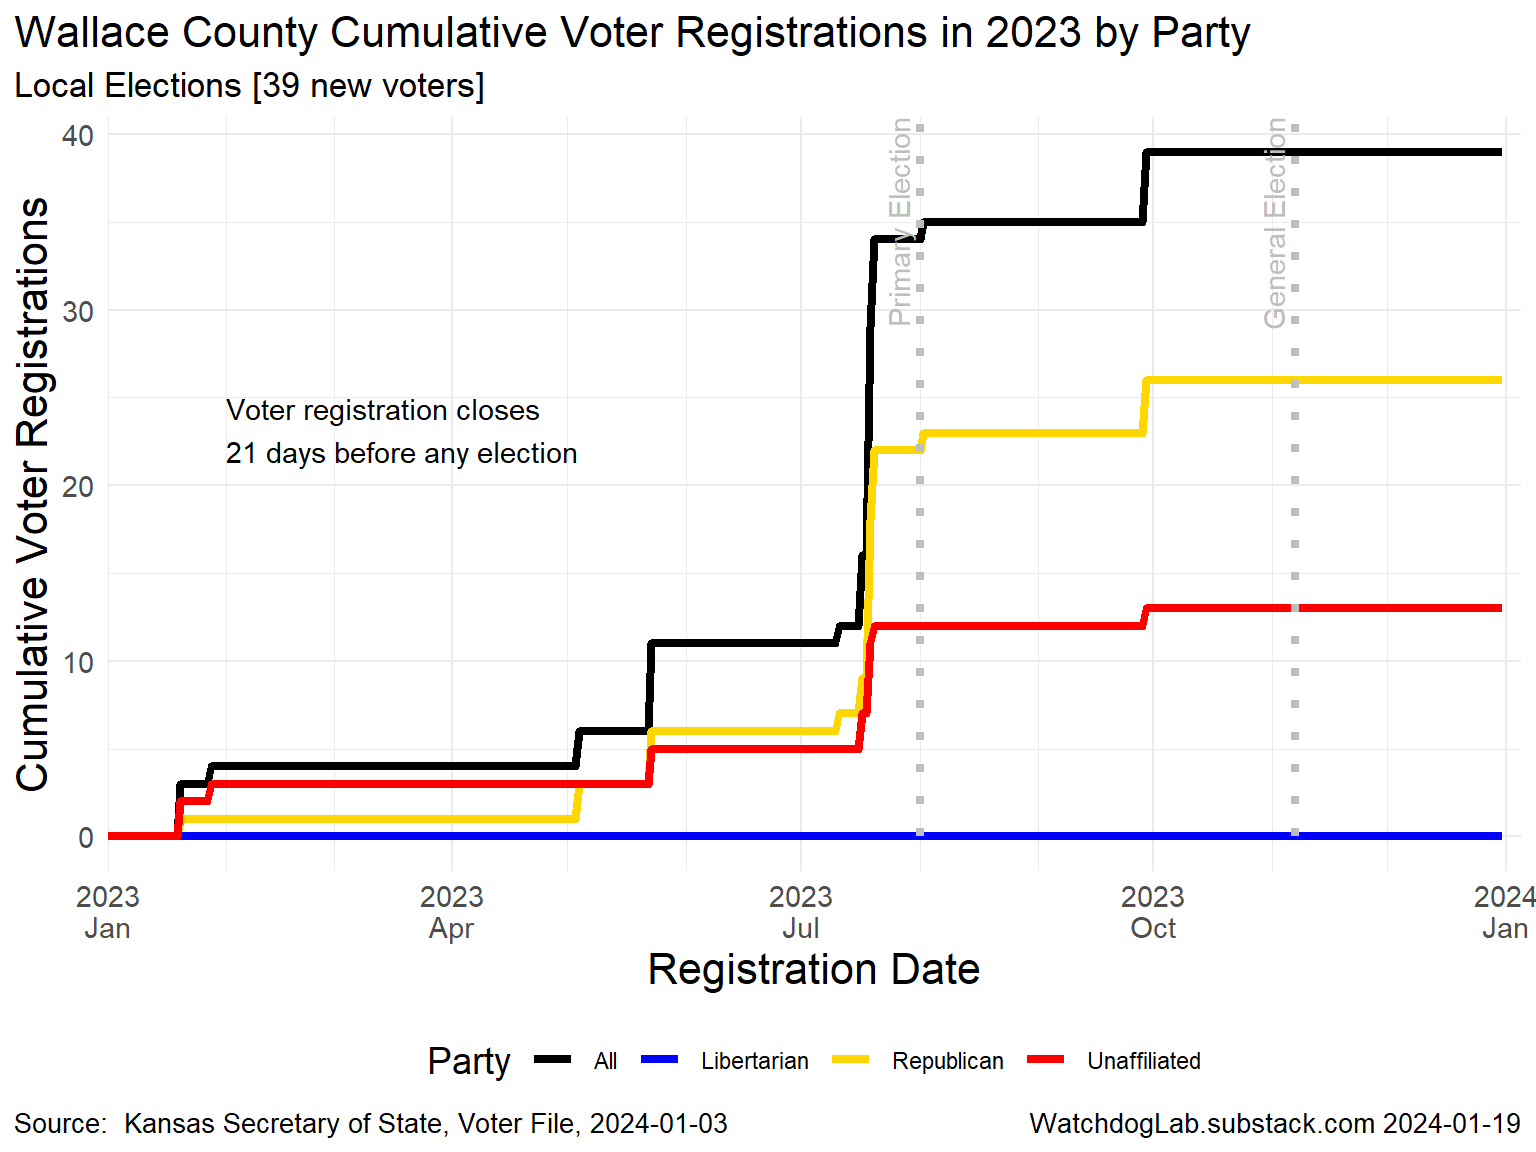 Wallace County Cumulative Voter Registrations in 2023 by Party
Local Elections [39 new voters]
Cumulative Voter Registrations
40
30
20
10
0
Primary Election
General Election
Voter registration closes
21 days before any election
2023 2023 2023 2023 2024
Jan Apr Jul Oct Jan
Registration Date
Party All Libertarian Republican Unaffiliated
Source:  Kansas Secretary of State, Voter File, 2024-01-03
WatchdogLab.substack.com 2024-01-19